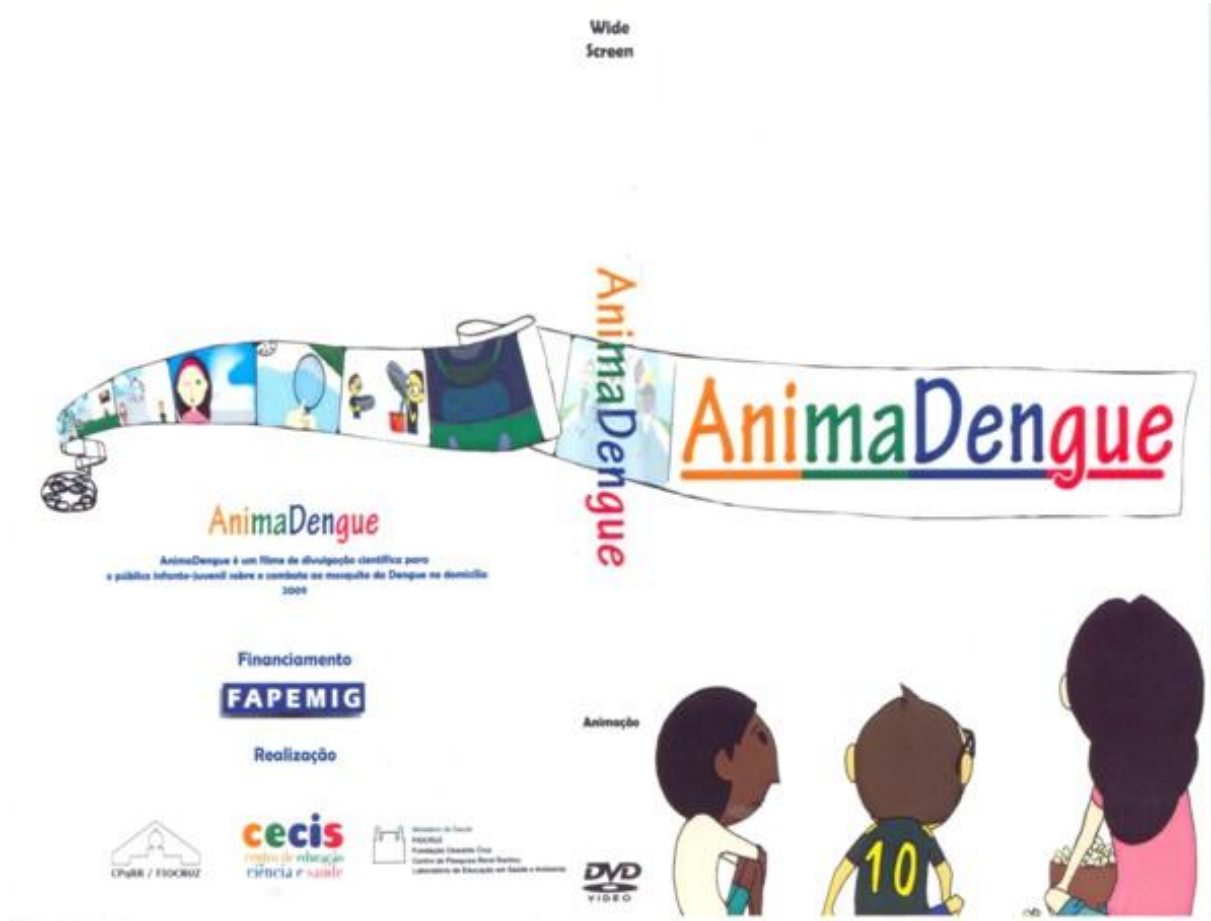 Wide
Screen
AnimaDengue
AnimaDengue
AnimaDengue
AnimaDengue é um filme de divulgação científica para
o público infanto-juvenil sobre o combate ao mosquito da Dengue no domicílio
2009
Financiamento
FAPEMIG
Realização
CPqRR / FIOCRUZ
cecis
centro de educação
ciência e saúde
Ministério da Saúde
FIOCRUZ
Fundação Oswaldo Cruz
Centro de Pesquisa René Rachou
Laboratório de Educação em Saúde e Ambiente
Animação
DVD
VIDEO
10